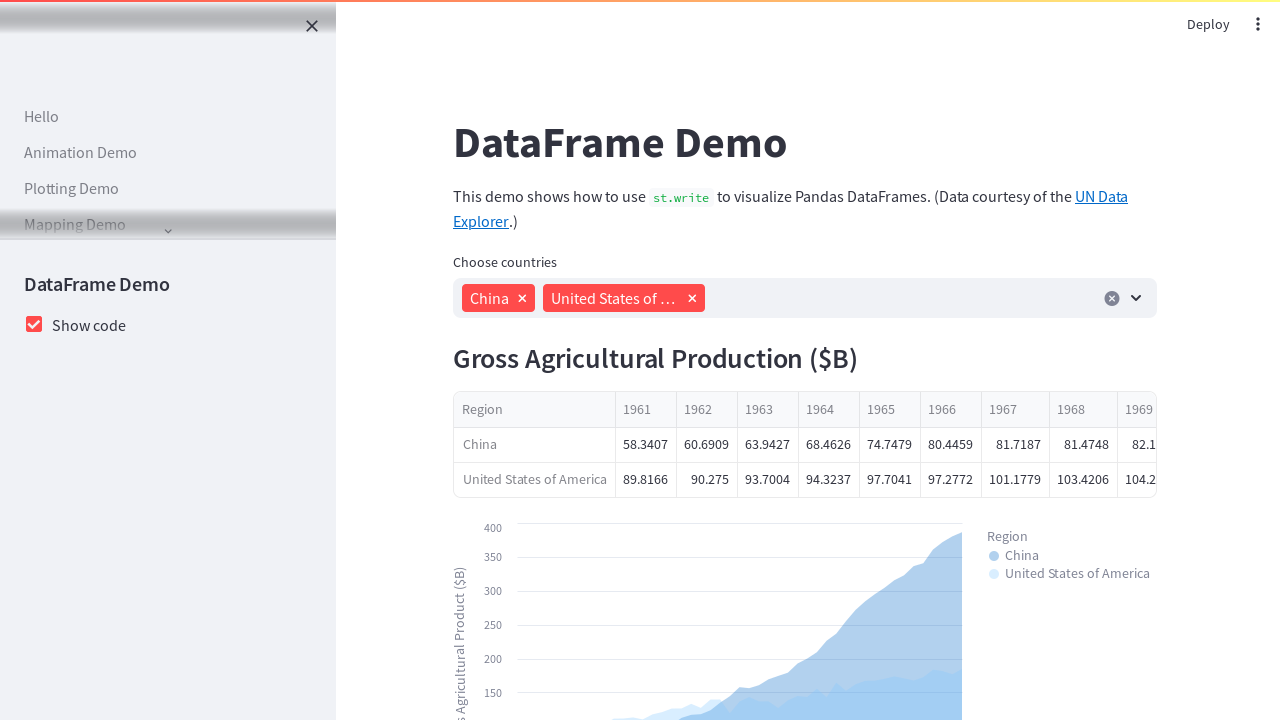 Deploy
Hello
Animation Demo
Plotting Demo
Mapping Demo
DataFrame Demo
Show code
DataFrame Demo
This demo shows how to use st.write to visualize Pandas DataFrames. (Data courtesy of the UN Data
Explorer.)
Choose countries
China United States of …
Gross Agricultural Production ($B)
Region 1961 1962 1963 1964 1965 1966 1967 1968 1969
China 58.3407 60.6909 63.9427 68.4626 74.7479 80.4459 81.7187 81.4748 82.1
United States of America 89.8166 90.275 93.7004 94.3237 97.7041 97.2772 101.1779 103.4206 104.2
400
350
300
250
200
150
s Agricultural Product ($B)
Region
China
United States of America